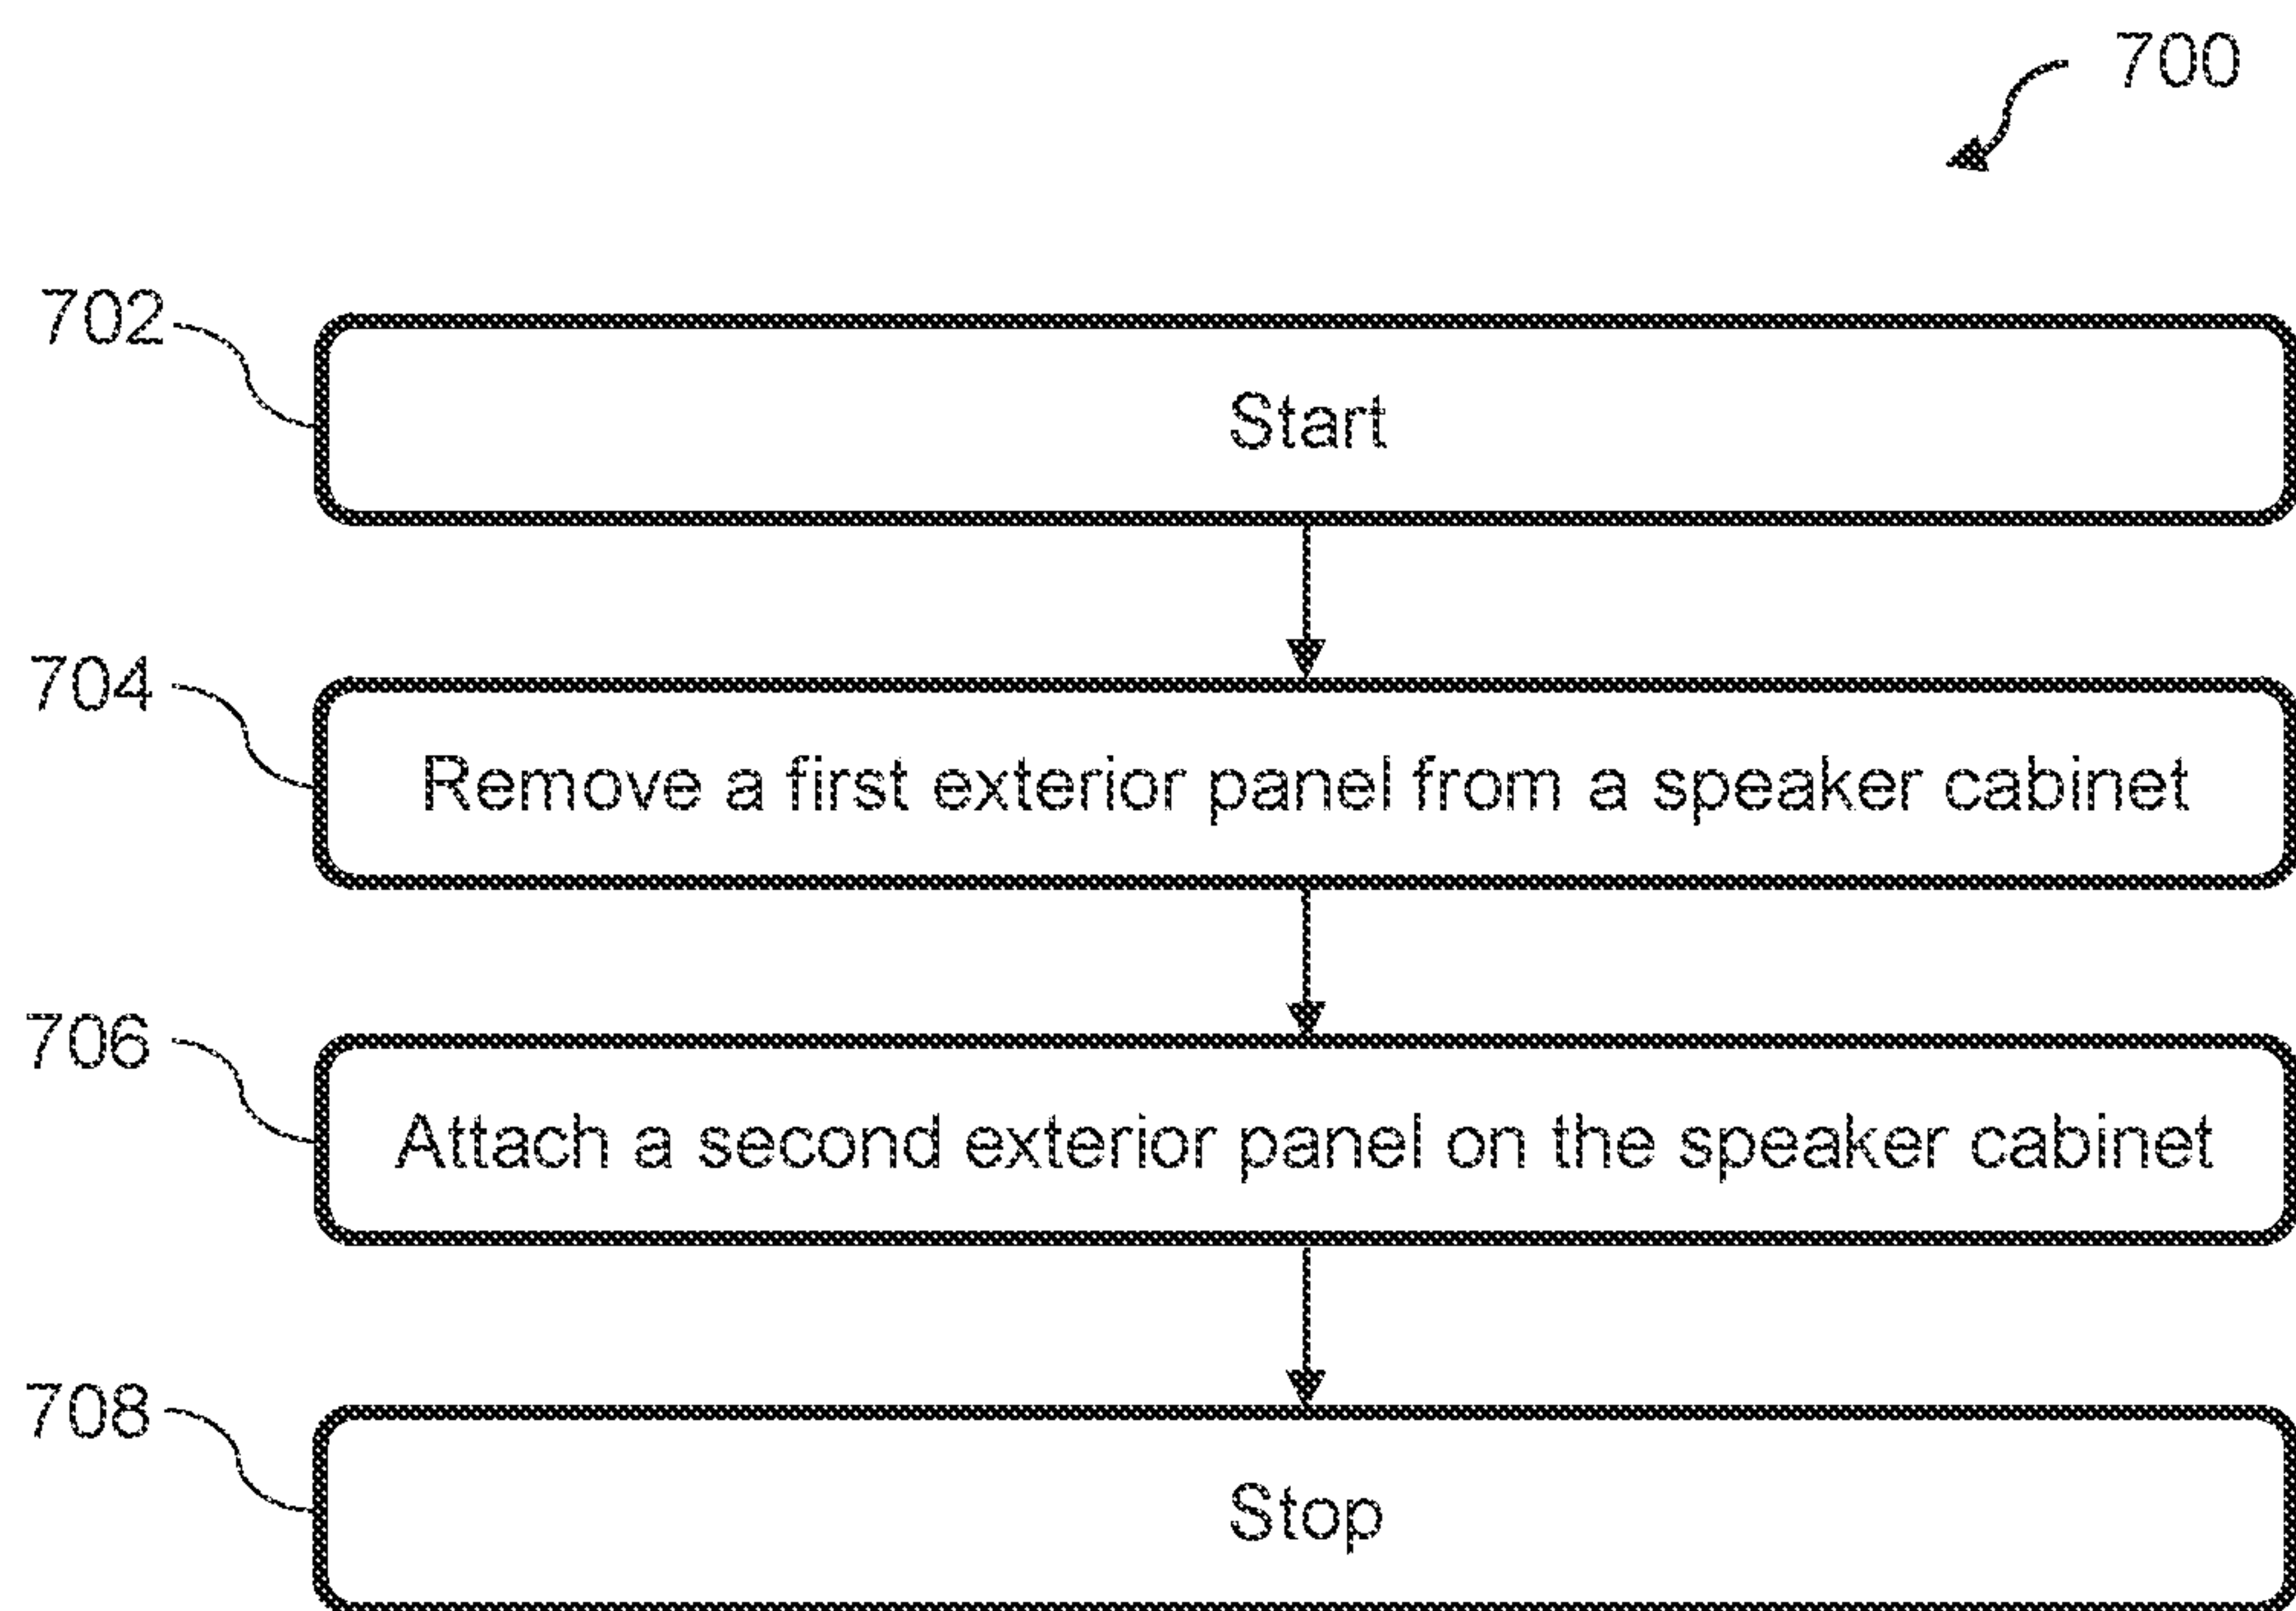 700
702
Start
704
Remove a first exterior panel from a speaker cabinet
706
Attach a second exterior panel on the speaker cabinet
708
Stop